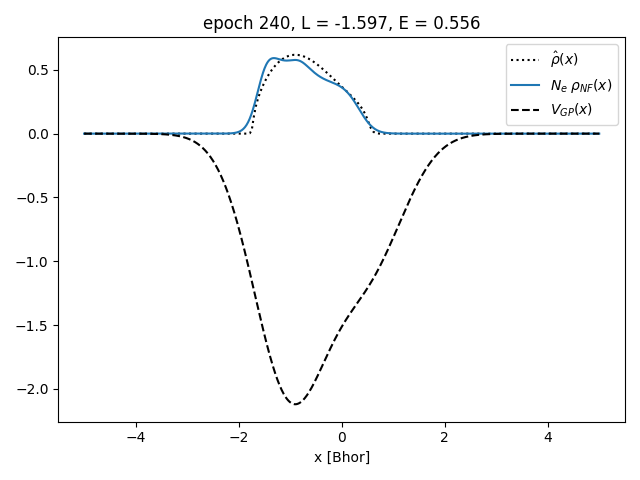 epoch 240, L = -1.597, E = 0.556
ρ̂(x)
Nₑ ρ_NF(x)
V_GP(x)
0.5
0.0
−0.5
−1.0
−1.5
−2.0
−4 −2 0 2 4
x [Bhor]